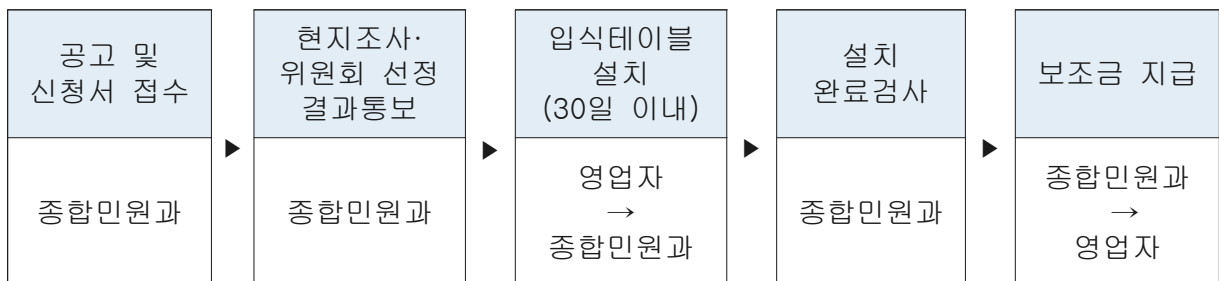 공고 및
신청서 접수
종합민원과
▶
현지조사·
위원회 선정
결과통보
종합민원과
▶
입식테이블
설치
(30일 이내)
영업자
→
종합민원과
▶
설치
완료검사
종합민원과
▶
보조금 지급
종합민원과
→
영업자